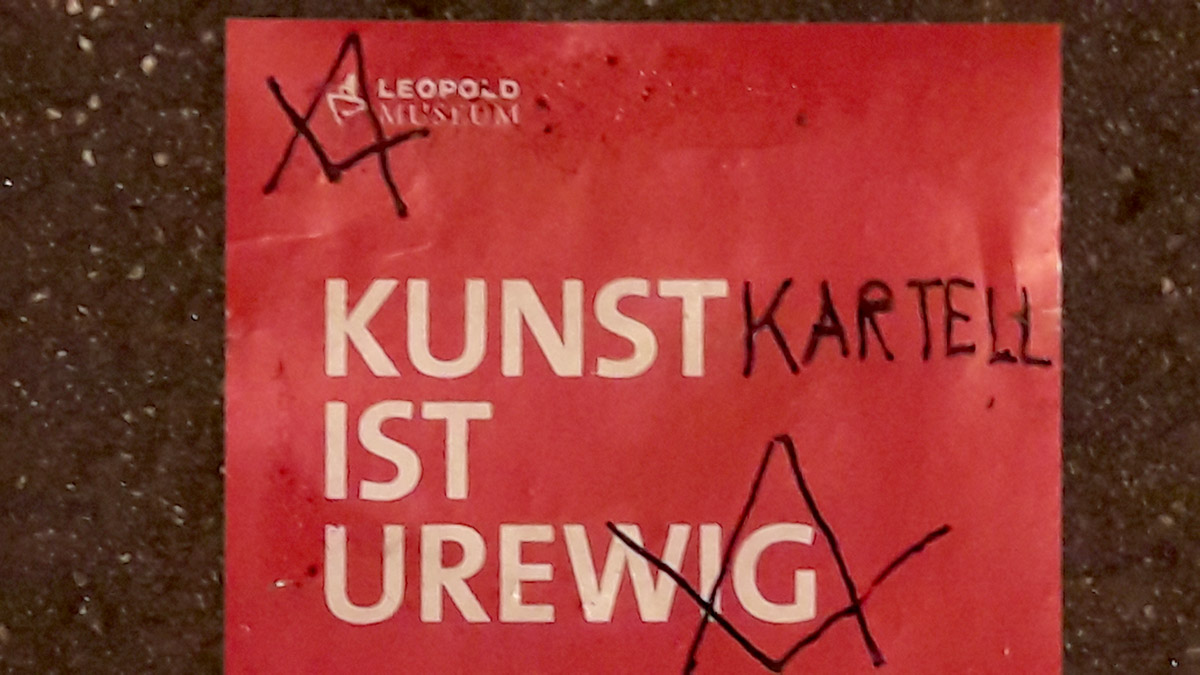 LEOPOLD
MUSEUM
KUNST KARTELL
IST
UREWIG